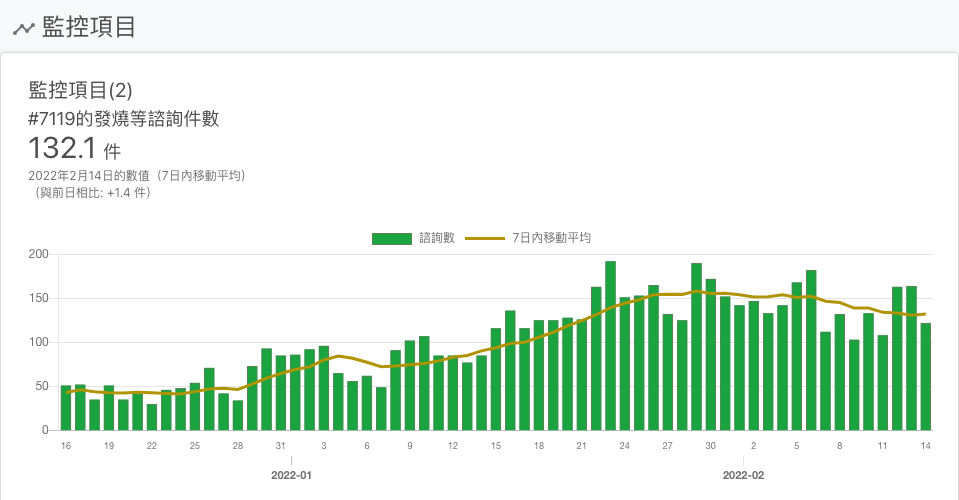 監控項目
監控項目(2)
#7119的發燒等諮詢件數
132.1 件
2022年2月14日的數值（7日內移動平均）
（與前日相比: +1.4 件）
諮詢數 7日內移動平均
200
150
100
50
0
16 19 22 25 28 31 3 6 9 12 15 18 21 24 27 30 2 5 8 11 14
2022-01 2022-02